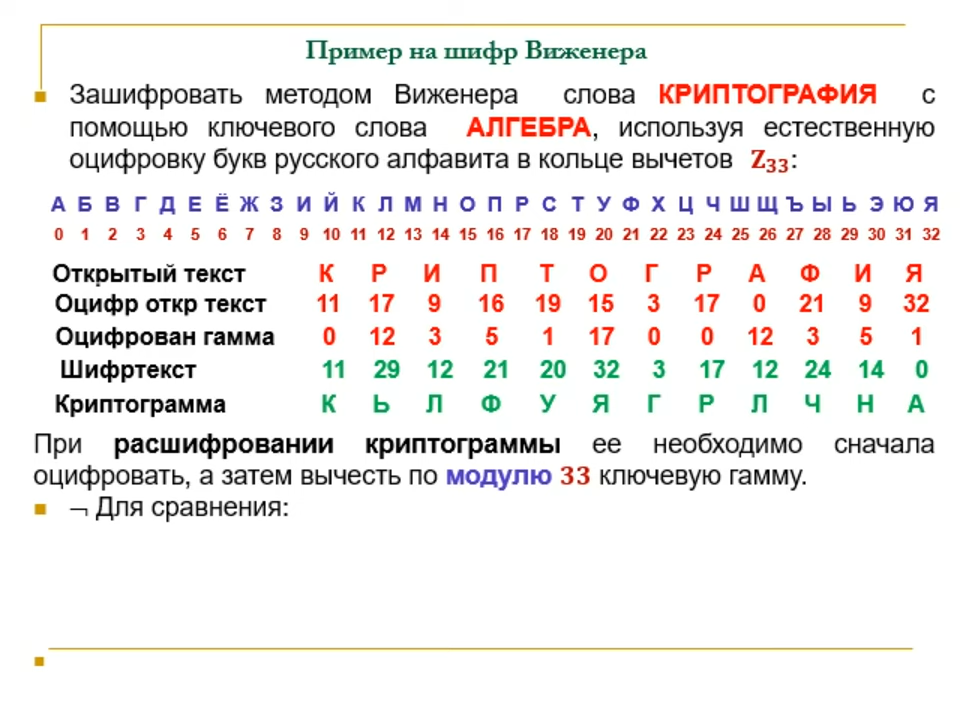 Пример на шифр Виженера
Зашифровать методом Виженера слова КРИПТОГРАФИЯ с
помощью ключевого слова АЛГЕБРА, используя естественную
оцифровку букв русского алфавита в кольце вычетов Z₃₃:
А Б В Г Д Е Ё Ж З И Й К Л М Н О П Р С Т У Ф Х Ц Ч Ш Щ Ъ Ы Ь Э Ю Я
0 1 2 3 4 5 6 7 8 9 10 11 12 13 14 15 16 17 18 19 20 21 22 23 24 25 26 27 28 29 30 31 32
Открытый текст К Р И П Т О Г Р А Ф И Я
Оцифр откр текст 11 17 9 16 19 15 3 17 0 21 9 32
Оцифрован гамма 0 12 3 5 1 17 0 0 12 3 5 1
Шифртекст 11 29 12 21 20 32 3 17 12 24 14 0
Криптограмма К Ь Л Ф У Я Г Р Л Ч Н А
При расшифровании криптограммы ее необходимо сначала
оцифровать, а затем вычесть по модулю 33 ключевую гамму.
¬ Для сравнения: